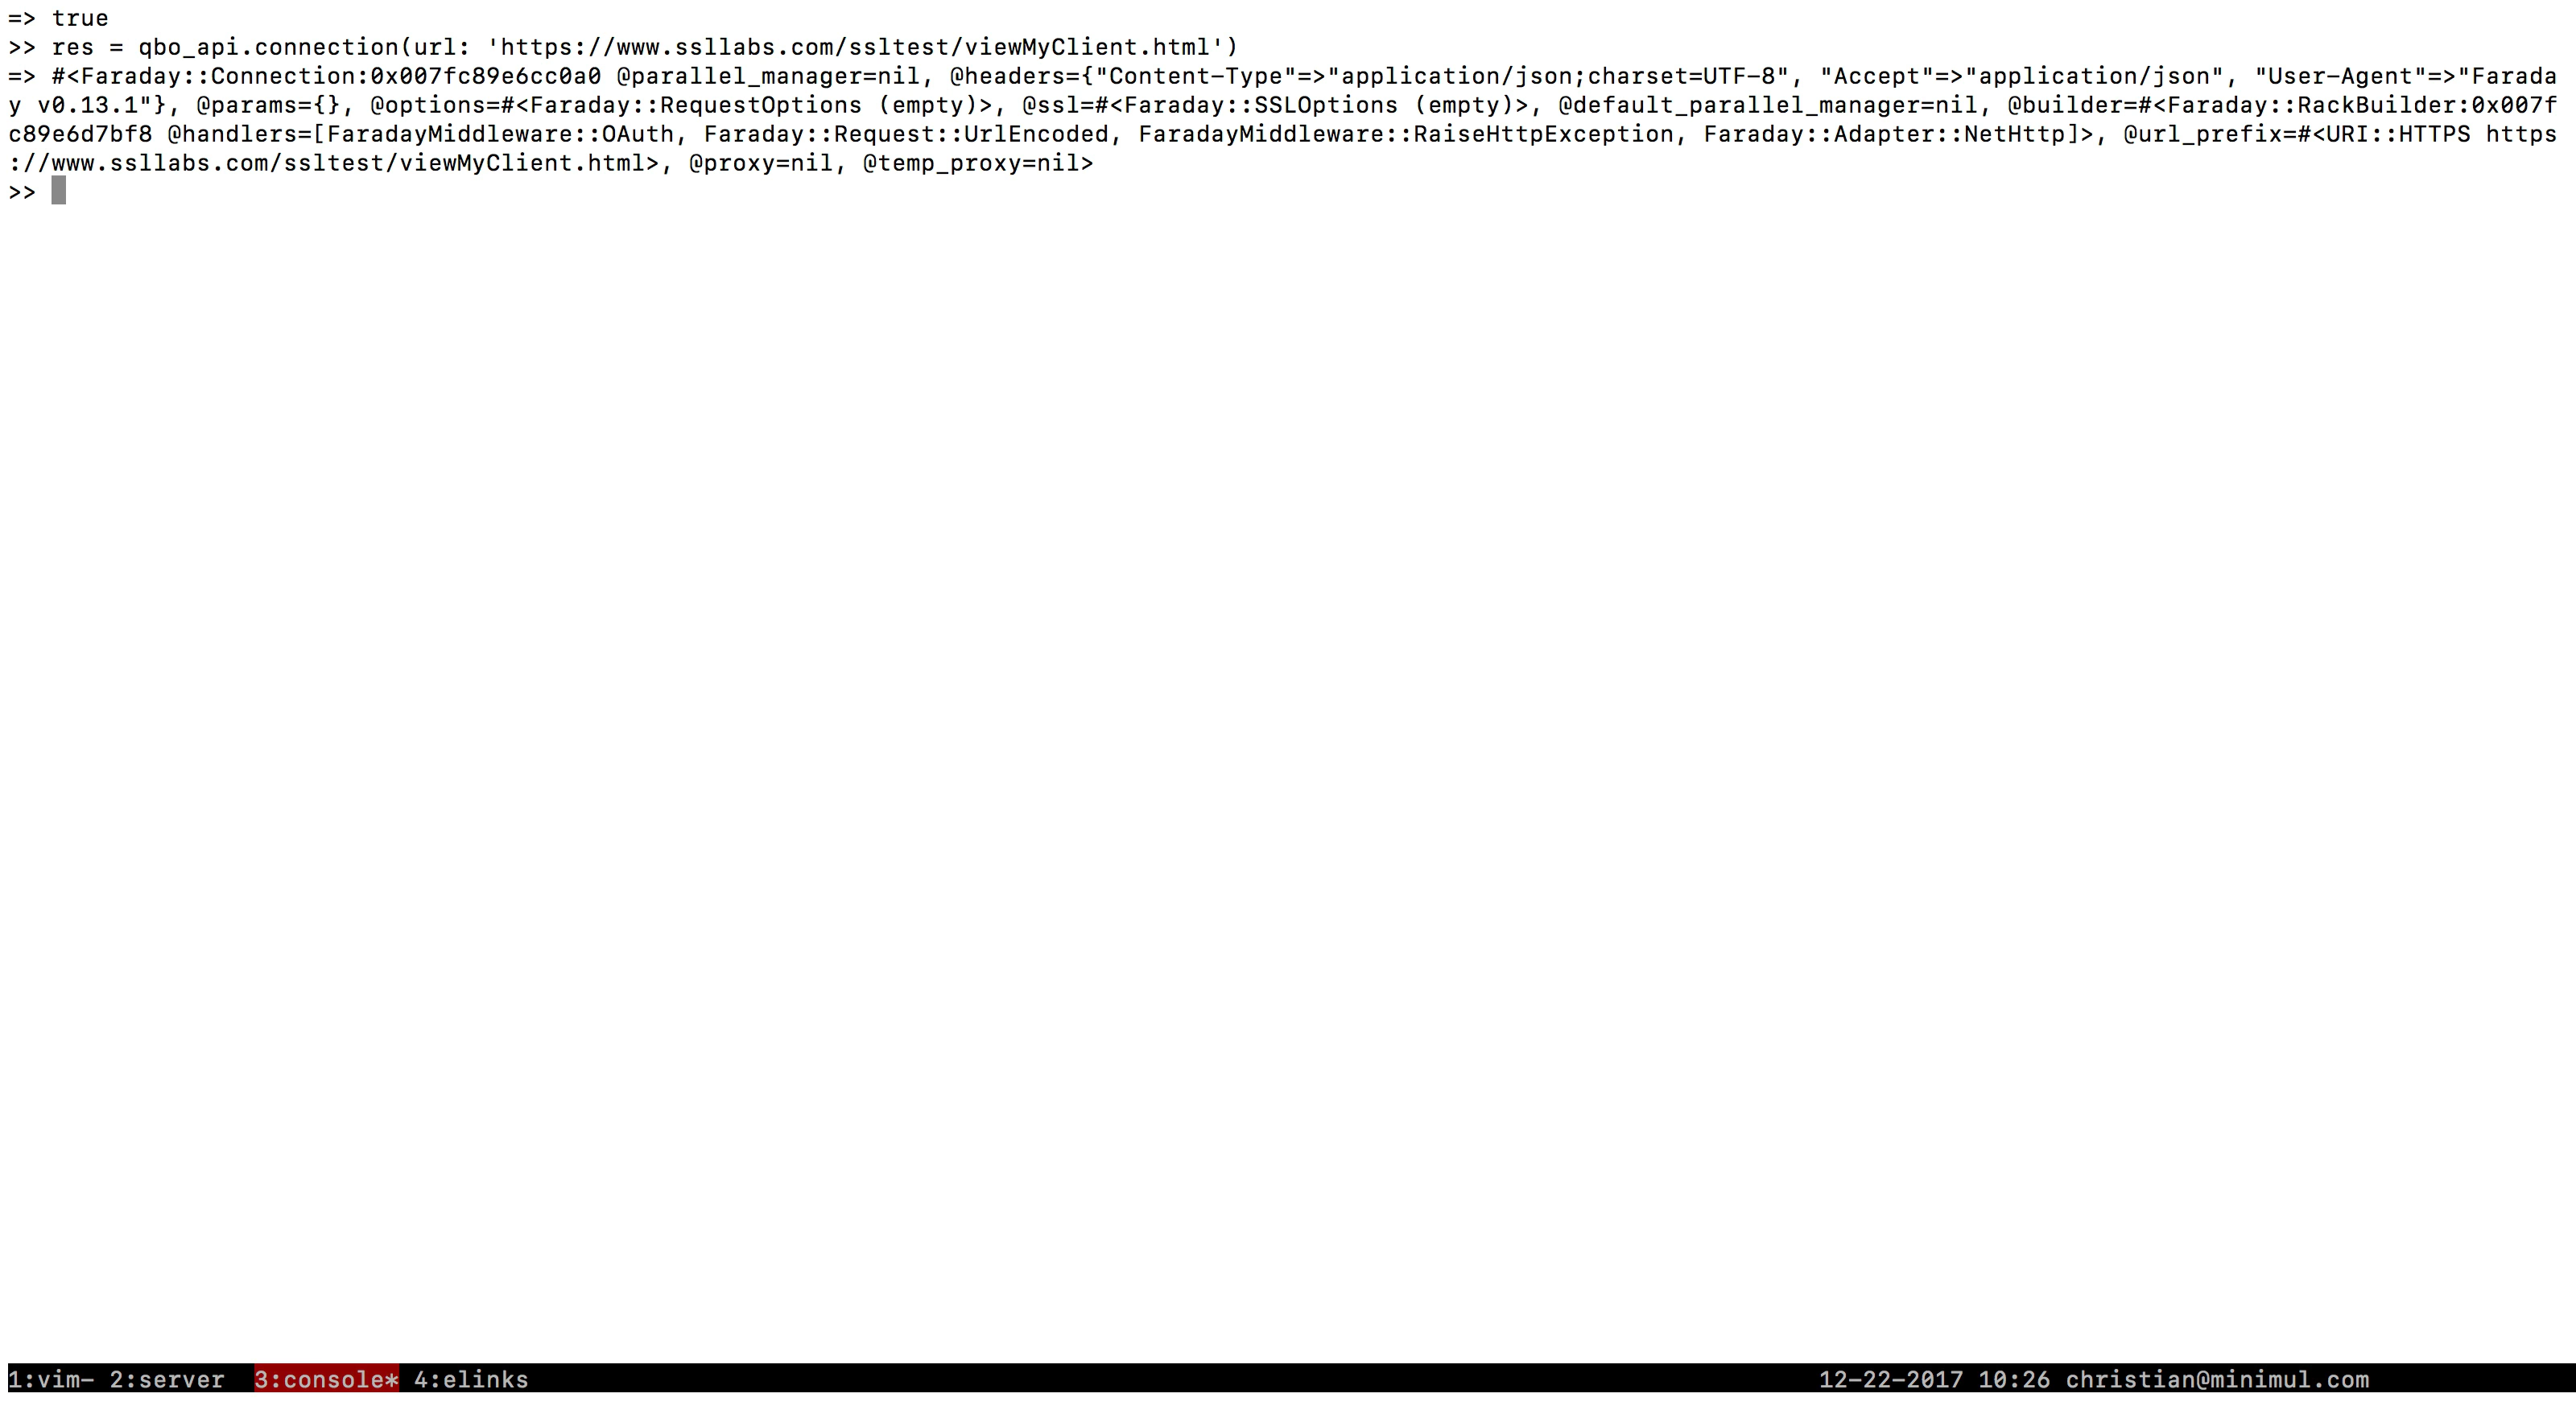 => true
>> res = qbo_api.connection(url: 'https://www.ssllabs.com/ssltest/viewMyClient.html')
=> #<Faraday::Connection:0x007fc89e6cc0a0 @parallel_manager=nil, @headers={"Content-Type"=>"application/json;charset=UTF-8", "Accept"=>"application/json", "User-Agent"=>"Farada
y v0.13.1"}, @params={}, @options=#<Faraday::RequestOptions (empty)>, @ssl=#<Faraday::SSLOptions (empty)>, @default_parallel_manager=nil, @builder=#<Faraday::RackBuilder:0x007f
c89e6d7bf8 @handlers=[FaradayMiddleware::OAuth, Faraday::Request::UrlEncoded, FaradayMiddleware::RaiseHttpException, Faraday::Adapter::NetHttp]>, @url_prefix=#<URI::HTTPS https
://www.ssllabs.com/ssltest/viewMyClient.html>, @proxy=nil, @temp_proxy=nil>
>>
1:vim- 2:server  3:console* 4:elinks 12-22-2017 10:26 christian@minimul.com